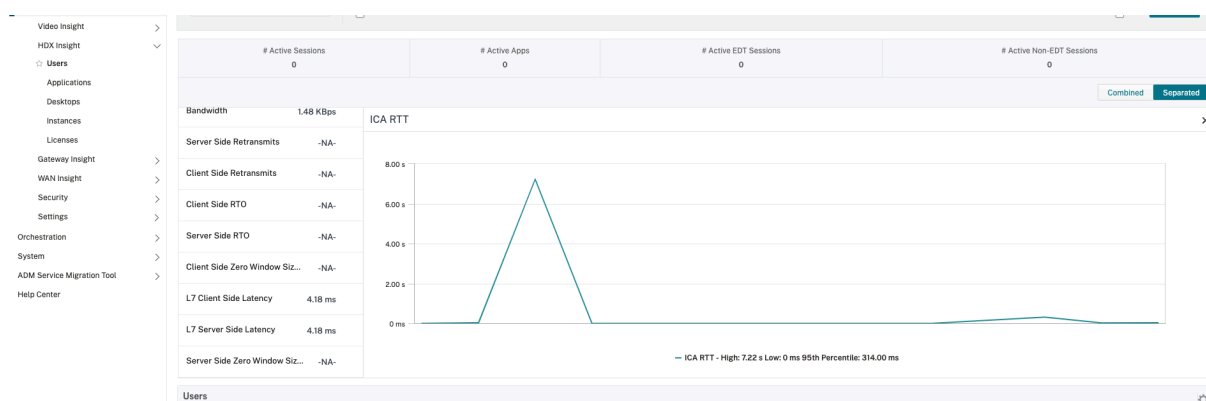 Video Insight
HDX Insight
Users
Applications
Desktops
Instances
Licenses
Gateway Insight
WAN Insight
Security
Settings
Orchestration
System
ADM Service Migration Tool
Help Center
# Active Sessions
0
# Active Apps
0
# Active EDT Sessions
0
# Active Non-EDT Sessions
0
Combined Separated
Bandwidth 1.48 KBps
Server Side Retransmits -NA-
Client Side Retransmits -NA-
Client Side RTO -NA-
Server Side RTO -NA-
Client Side Zero Window Siz... -NA-
L7 Client Side Latency 4.18 ms
L7 Server Side Latency 4.18 ms
Server Side Zero Window Siz... -NA-
ICA RTT
8.00 s
6.00 s
4.00 s
2.00 s
0 ms
ICA RTT - High: 7.22 s Low: 0 ms 95th Percentile: 314.00 ms
Users